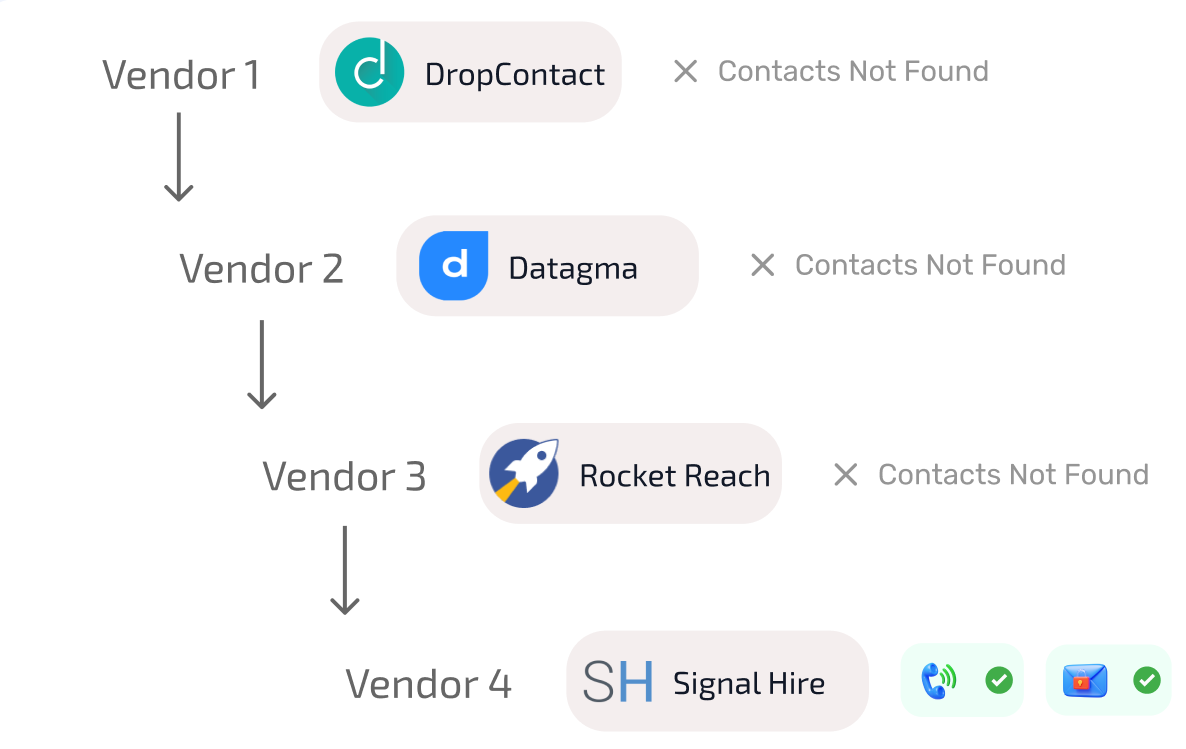 Vendor 1
DropContact
Contacts Not Found
Vendor 2
d
Datagma
Contacts Not Found
Vendor 3
Rocket Reach
Contacts Not Found
Vendor 4
SH
Signal Hire